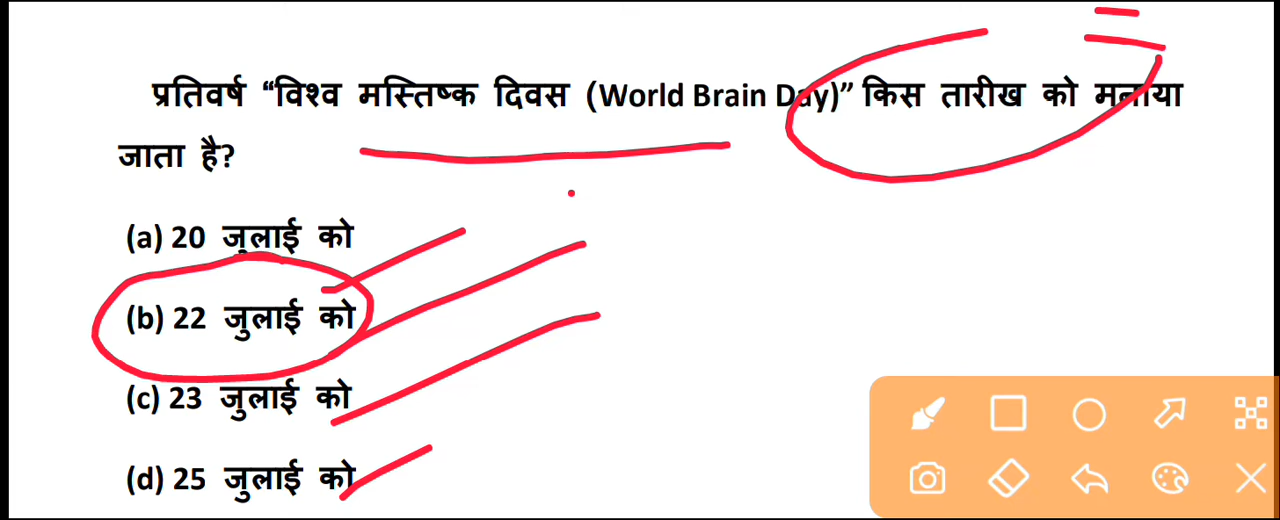 प्रतिवर्ष “विश्व मस्तिष्क दिवस (World Brain Day)” किस तारीख को मनाया
जाता है?
(a) 20 जुलाई को
(b) 22 जुलाई को
(c) 23 जुलाई को
(d) 25 जुलाई को